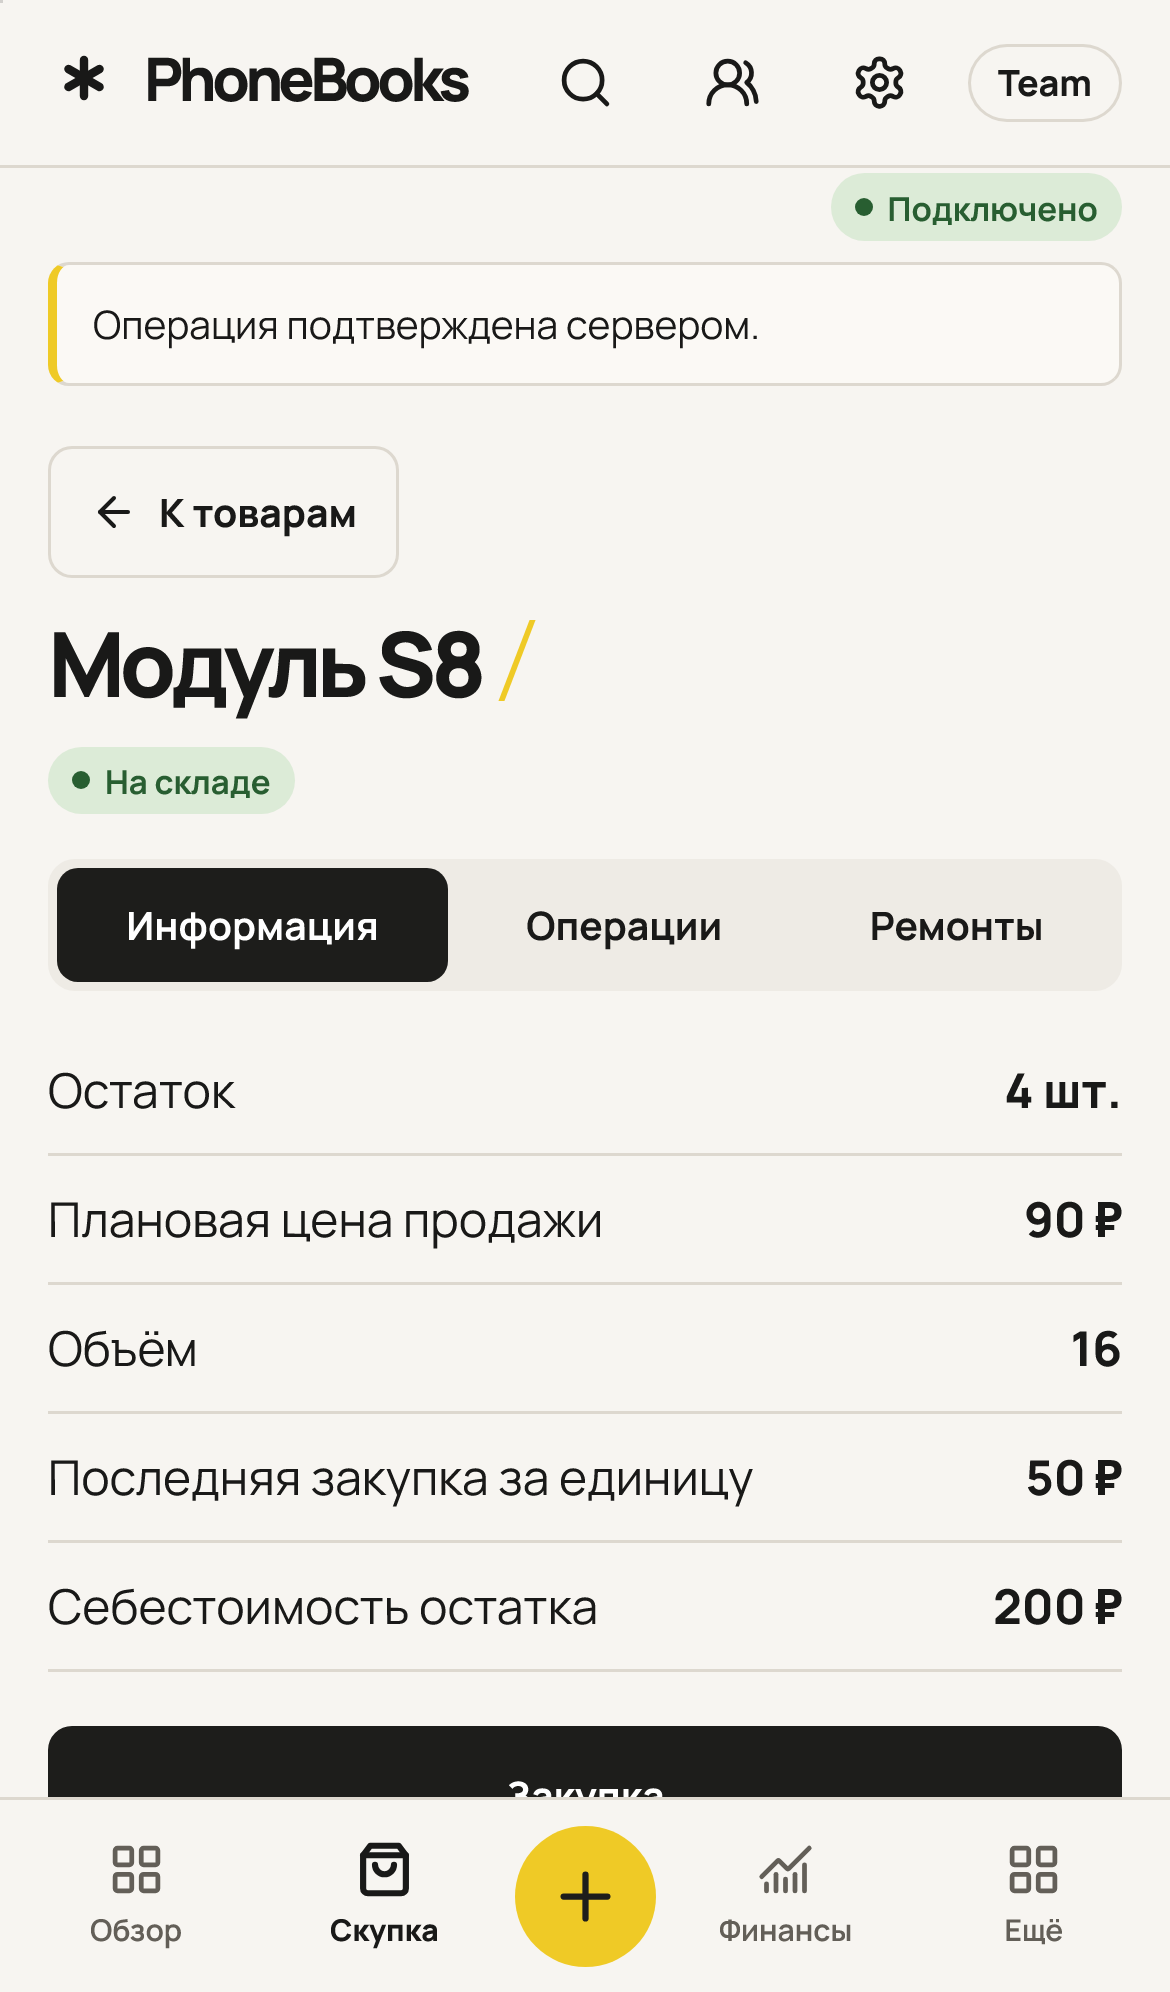 PhoneBooks
Team
Подключено
Операция подтверждена сервером.
К товарам
Модуль S8 /
На складе
Информация Операции Ремонты
Остаток 4 шт.
Плановая цена продажи 90 ₽
Объём 16
Последняя закупка за единицу 50 ₽
Себестоимость остатка 200 ₽
Закупка
Обзор Скупка Финансы Ещё